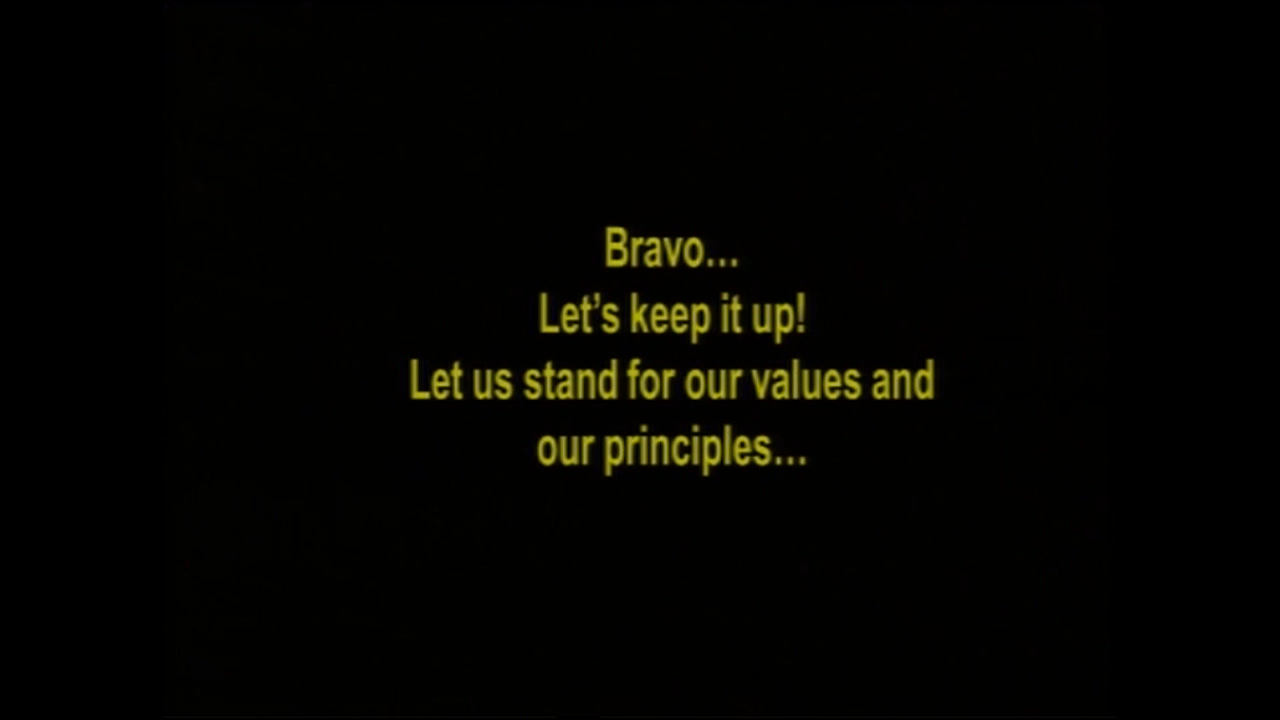 Bravo...
Let’s keep it up!
Let us stand for our values and
our principles...